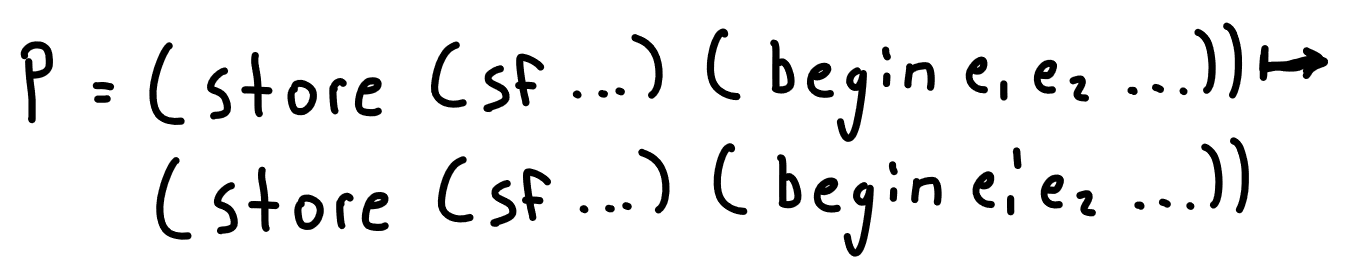 P = (store (sf ...) (begin e₁ e₂ ...)) ↦
(store (sf ...) (begin e₁' e₂ ...))